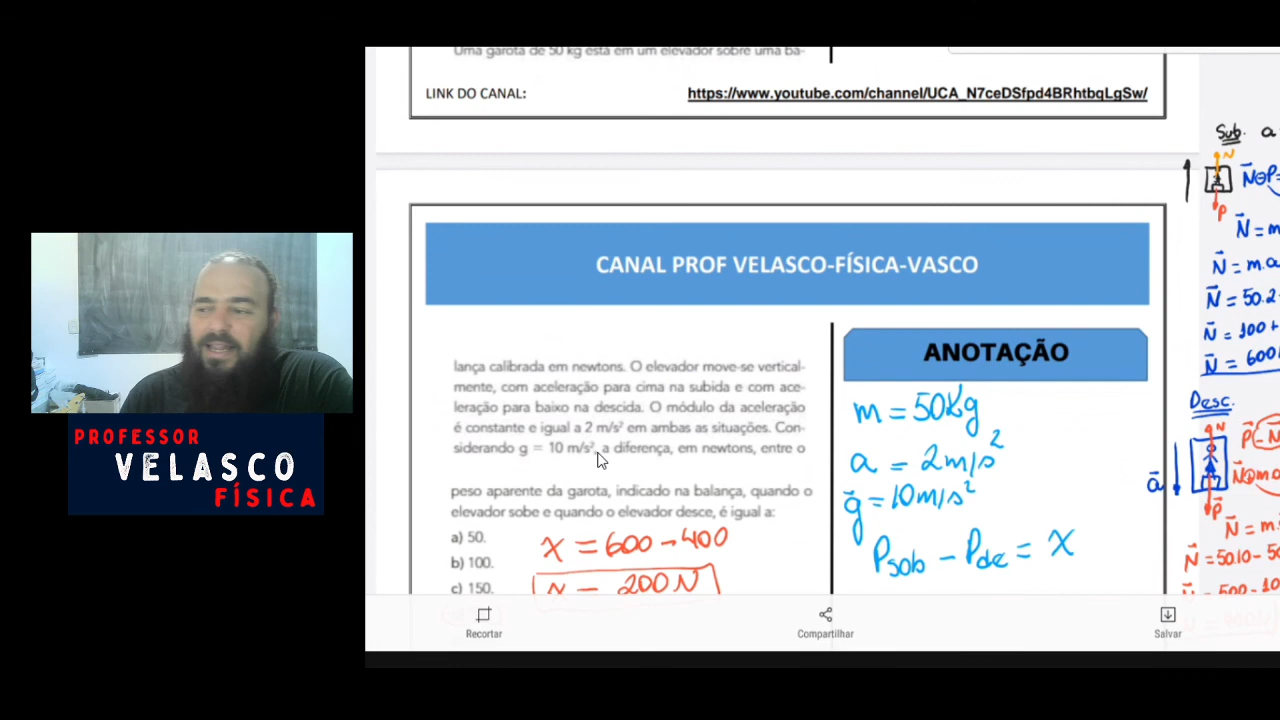 Uma garota de 50 kg está em um elevador sobre uma ba-
LINK DO CANAL: https://www.youtube.com/channel/UCA_N7ceDSfpd4BRhtbqLgSw/
CANAL PROF VELASCO-FÍSICA-VASCO
lança calibrada em newtons. O elevador move-se vertical-
mente, com aceleração para cima na subida e com ace-
leração para baixo na descida. O módulo da aceleração
é constante e igual a 2 m/s² em ambas as situações. Con-
siderando g = 10 m/s², a diferença, em newtons, entre o
peso aparente da garota, indicado na balança, quando o
elevador sobe e quando o elevador desce, é igual a:
a) 50.
b) 100.
c) 150.
x = 600 - 400
200N
ANOTAÇÃO
m = 50Kg
a = 2m/s²
g = 10m/s²
Psob - Pde = x
Sub. a
N
N-P=
P
N = m
N = m.a
N = 50.2
N = 100+
N = 600
Desc.
N
P-N
a
N
P
N = m.
N = 50.10 - 50
N = 500 - 10
PROFESSOR
VELASCO
FÍSICA
Recortar
Compartilhar
Salvar